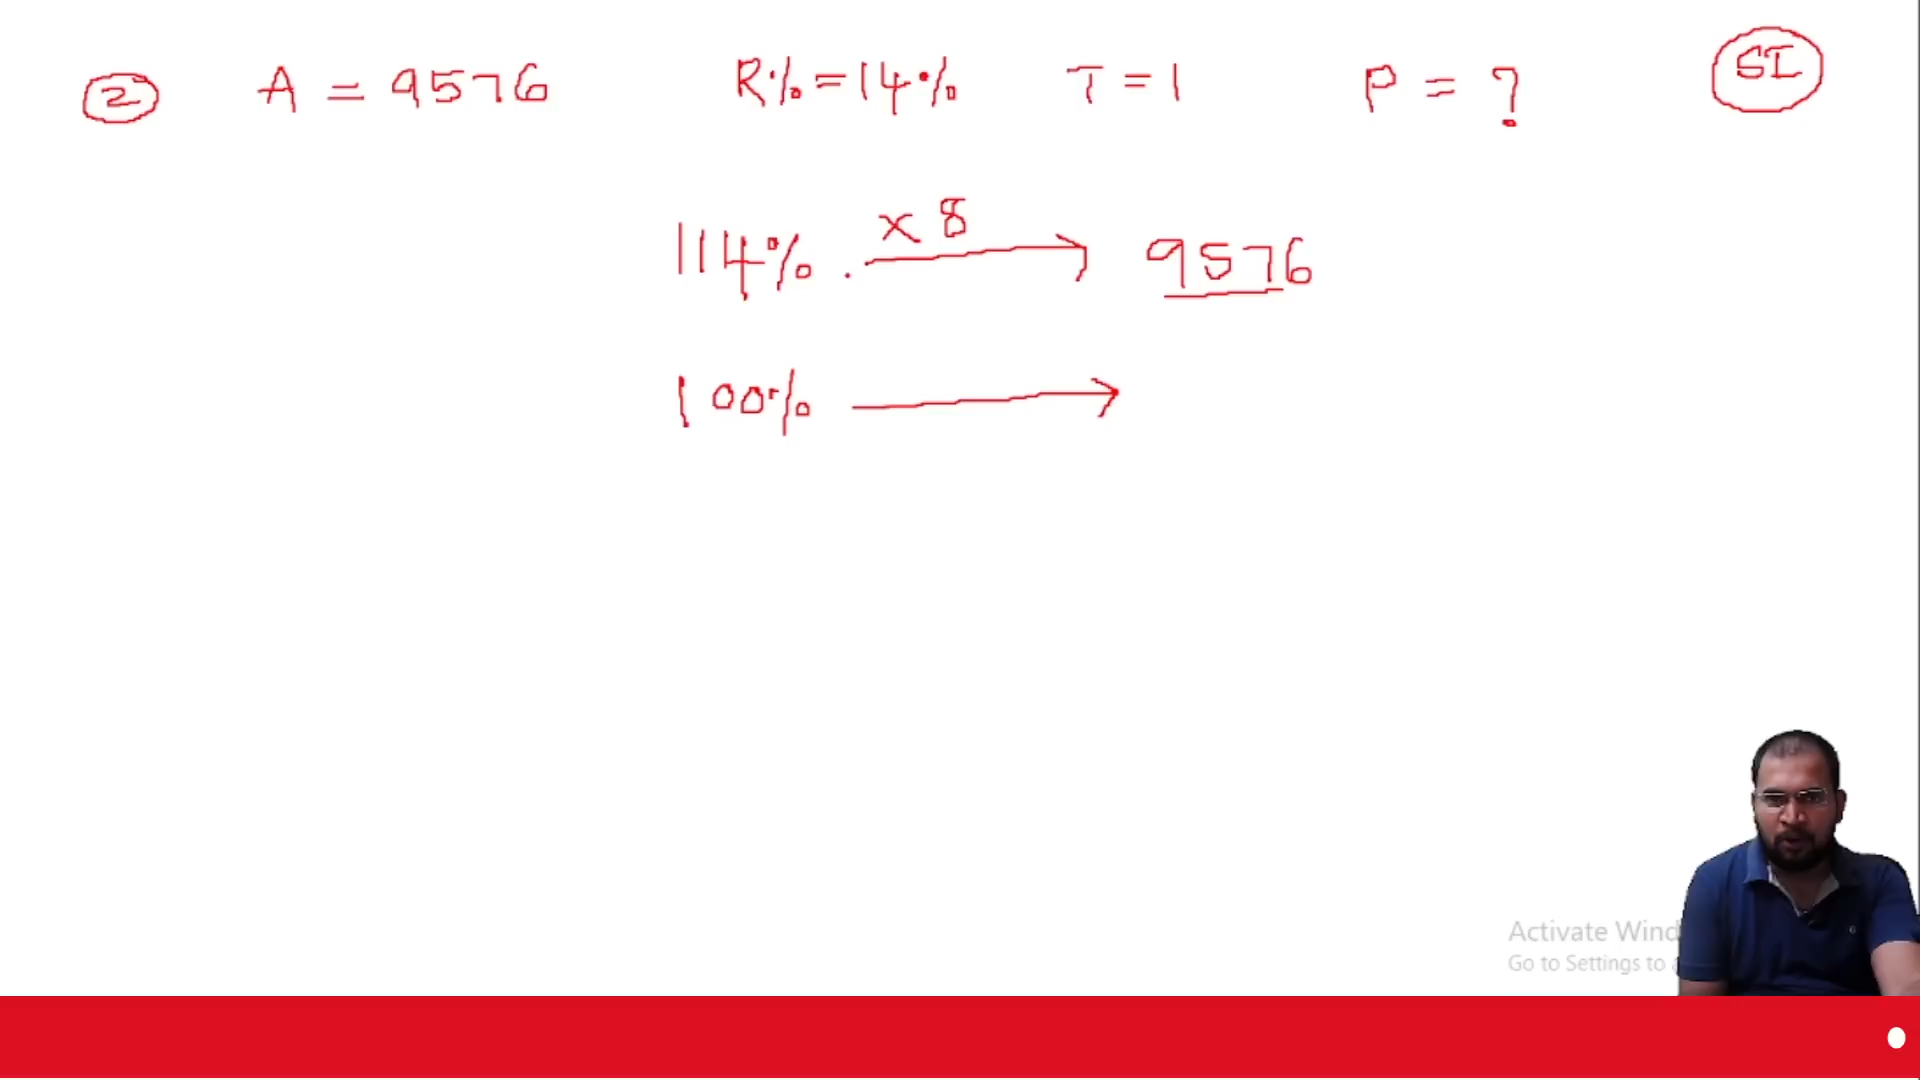 2 A = 9576 R% = 14% T = 1 P = ? SI
114% × 8 → 9576
100% →
Activate Wind
Go to Settings to